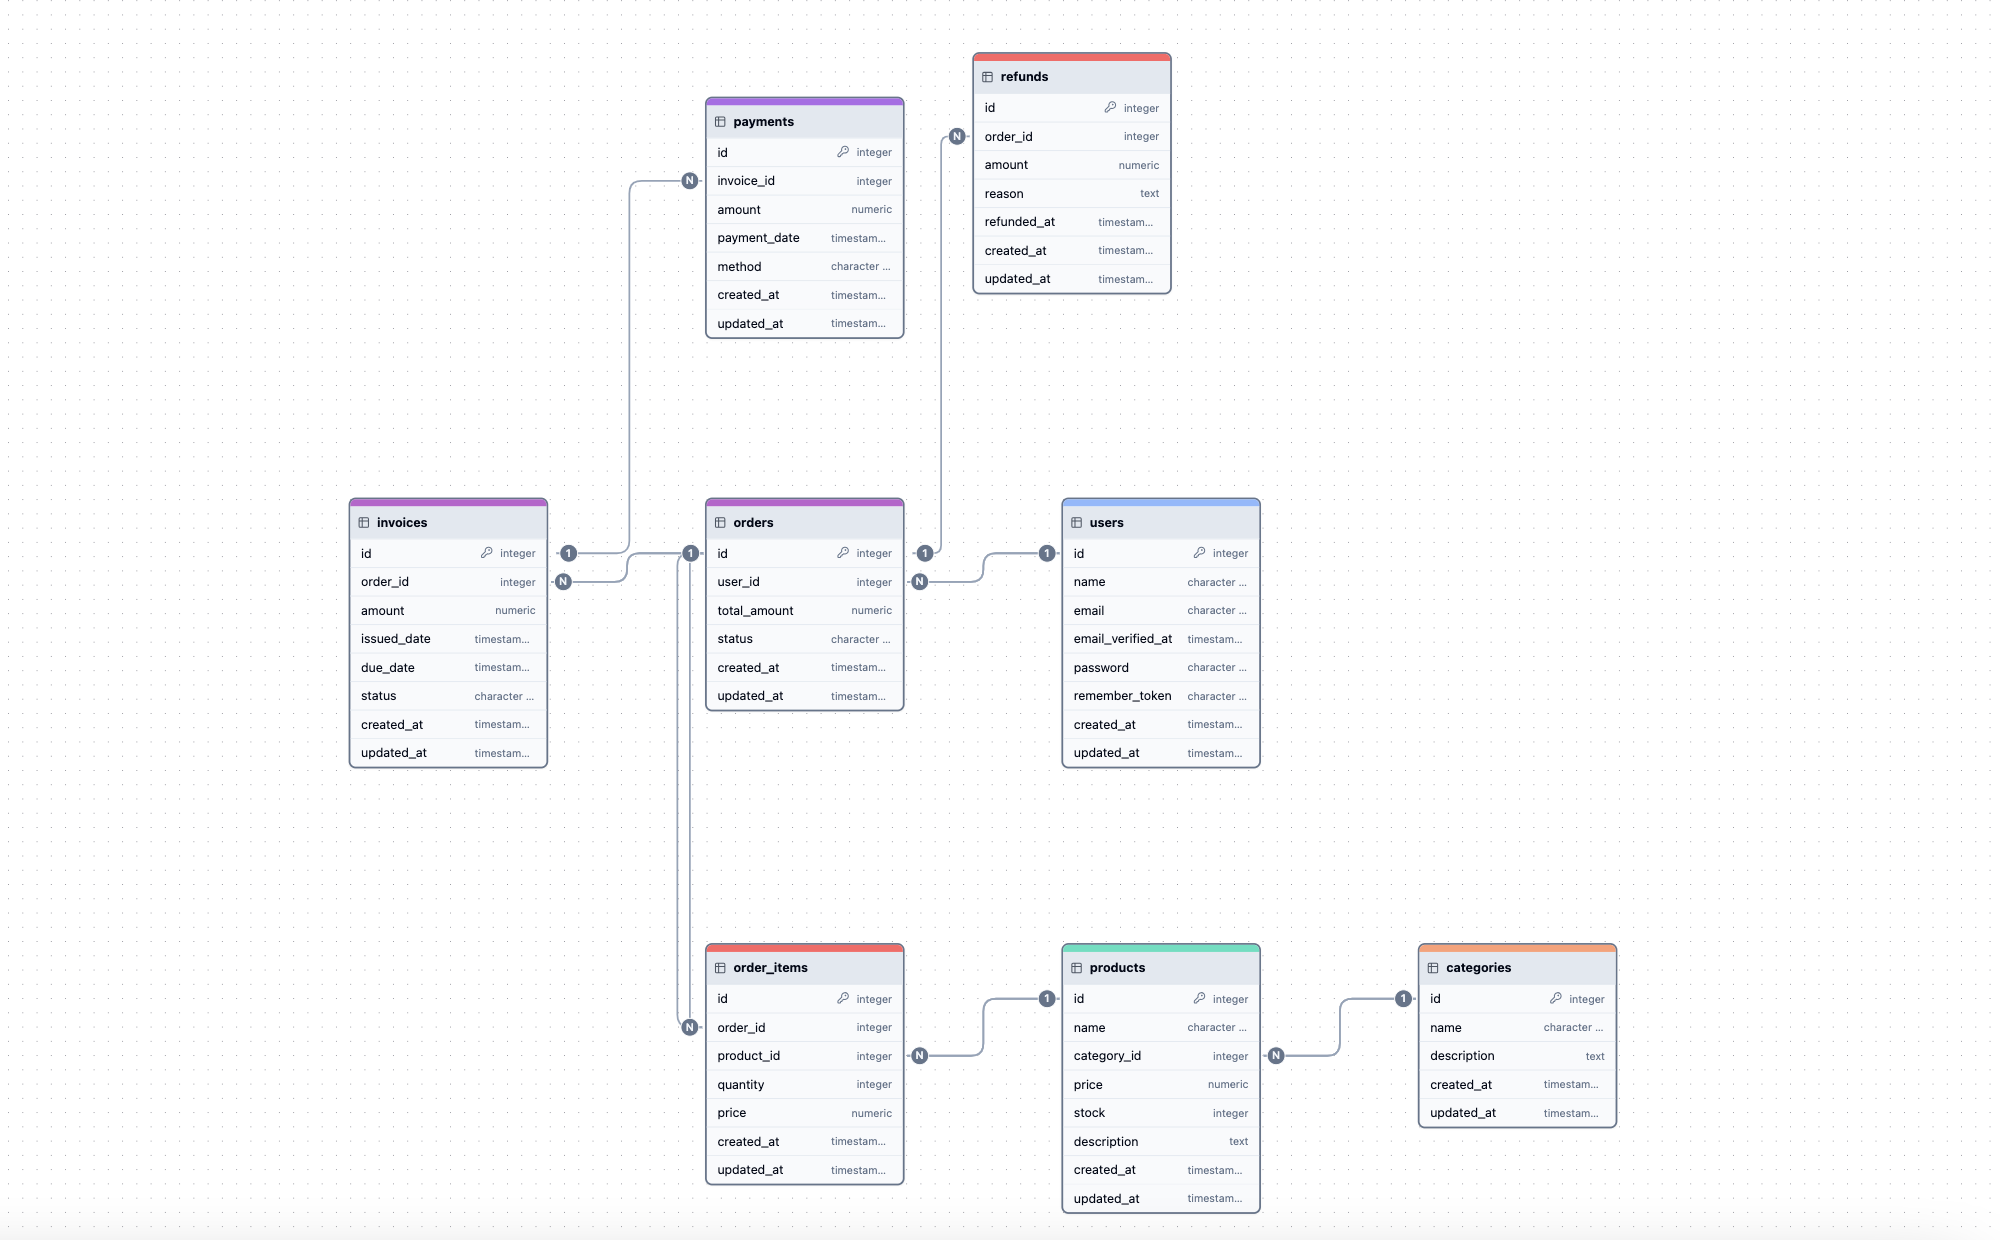 refunds
id integer
order_id integer
amount numeric
reason text
refunded_at timestam...
created_at timestam...
updated_at timestam...
payments
id integer
invoice_id integer
amount numeric
payment_date timestam...
method character ...
created_at timestam...
updated_at timestam...
N
N
invoices
id integer
order_id integer
amount numeric
issued_date timestam...
due_date timestam...
status character ...
created_at timestam...
updated_at timestam...
1
N
1
orders
id integer
user_id integer
total_amount numeric
status character ...
created_at timestam...
updated_at timestam...
1
N
1
users
id integer
name character ...
email character ...
email_verified_at timestam...
password character ...
remember_token character ...
created_at timestam...
updated_at timestam...
N
order_items
id integer
order_id integer
product_id integer
quantity integer
price numeric
created_at timestam...
updated_at timestam...
N
1
products
id integer
name character ...
category_id integer
price numeric
stock integer
description text
created_at timestam...
updated_at timestam...
N
1
categories
id integer
name character ...
description text
created_at timestam...
updated_at timestam...